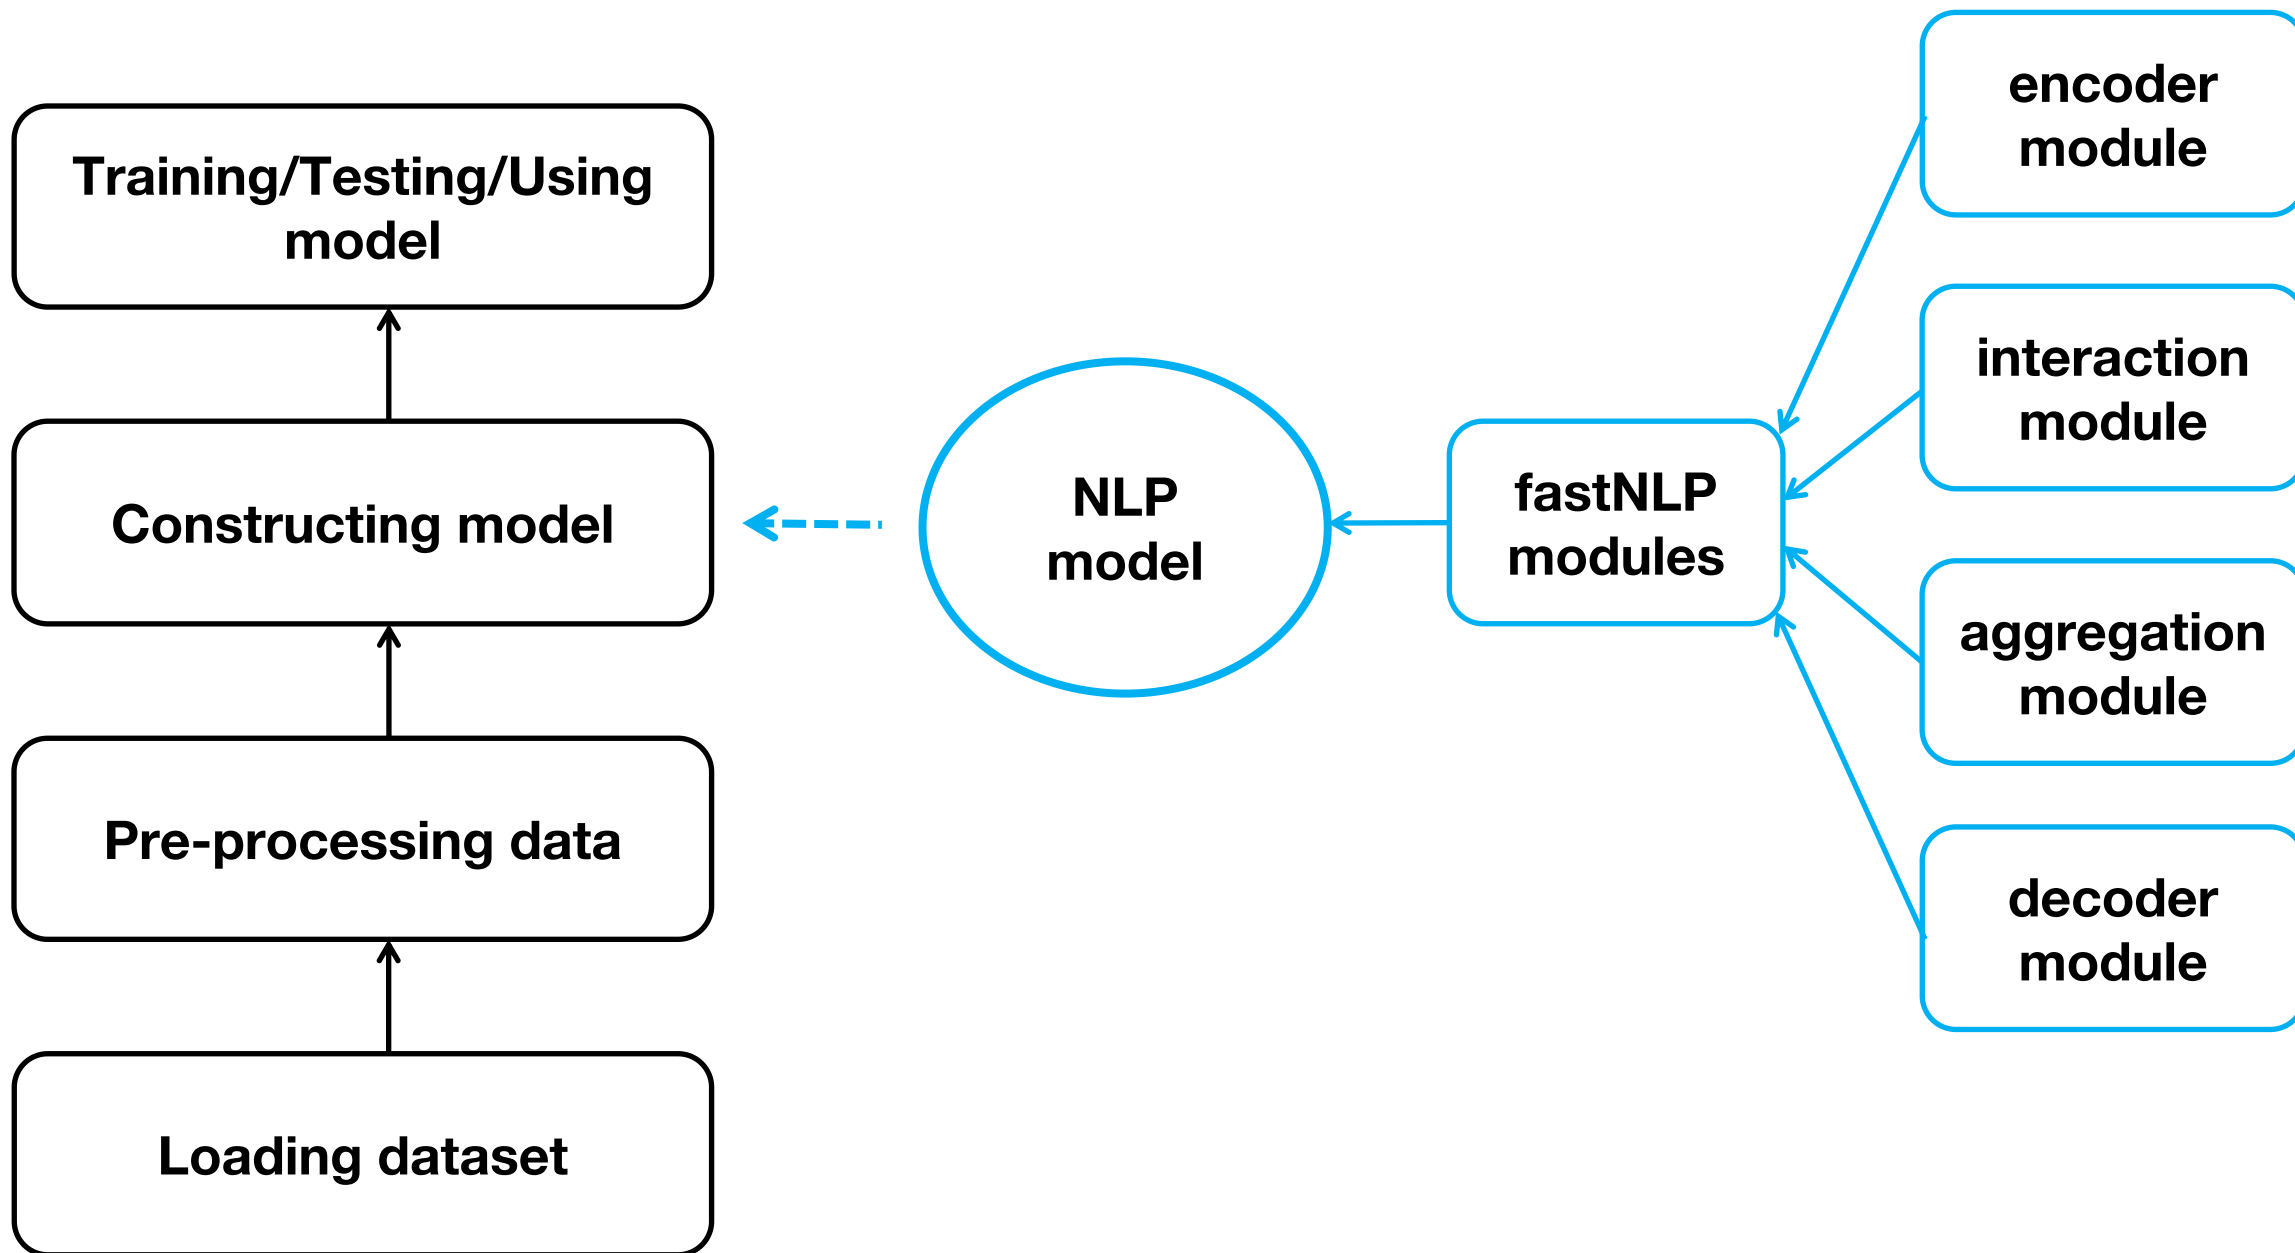 Training/Testing/Using
model
Constructing model
Pre-processing data
Loading dataset
NLP
model
fastNLP
modules
encoder
module
interaction
module
aggregation
module
decoder
module